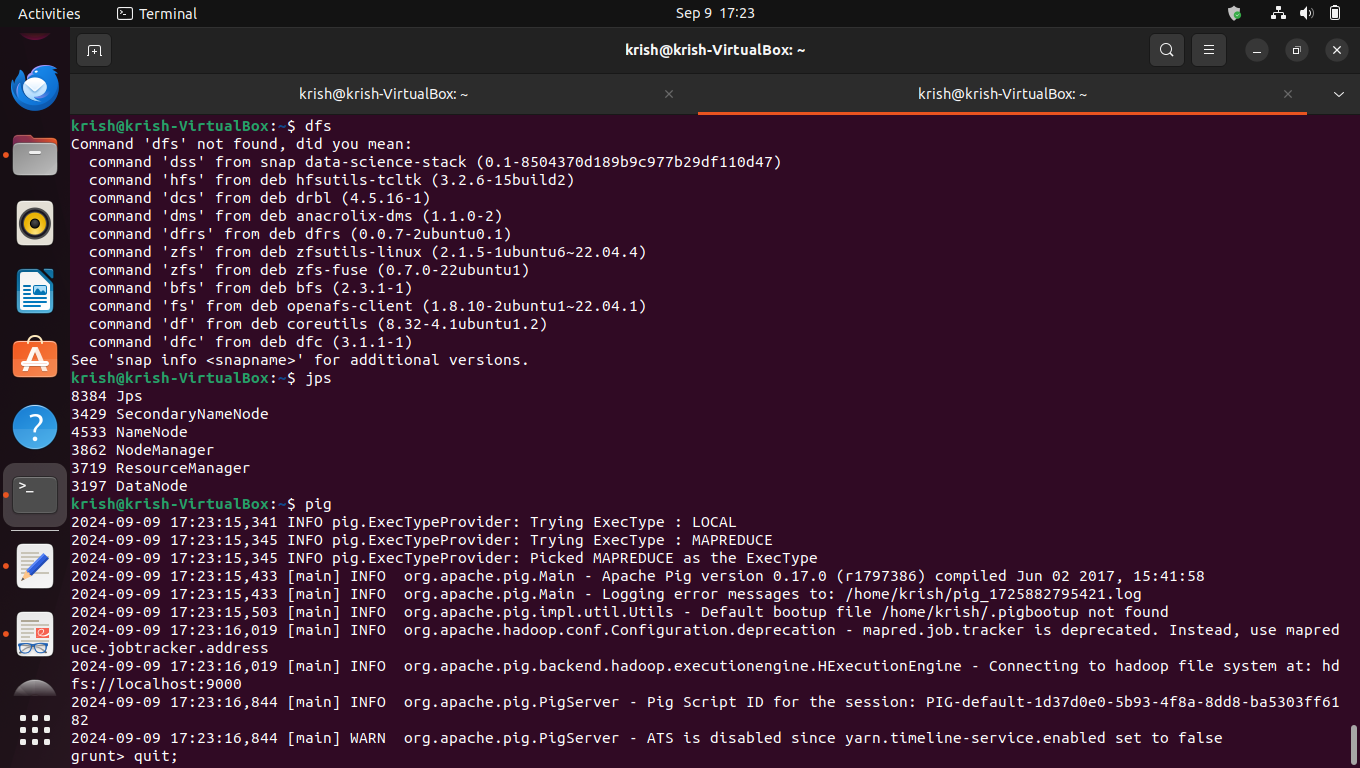 Activities
Terminal
Sep 9 17:23
krish@krish-VirtualBox: ~
krish@krish-VirtualBox: ~
krish@krish-VirtualBox: ~
krish@krish-VirtualBox:~$ dfs
Command 'dfs' not found, did you mean:
  command 'dss' from snap data-science-stack (0.1-8504370d189b9c977b29df110d47)
  command 'hfs' from deb hfsutils-tcltk (3.2.6-15build2)
  command 'dcs' from deb drbl (4.5.16-1)
  command 'dms' from deb anacrolix-dms (1.1.0-2)
  command 'dfrs' from deb dfrs (0.0.7-2ubuntu0.1)
  command 'zfs' from deb zfsutils-linux (2.1.5-1ubuntu6~22.04.4)
  command 'zfs' from deb zfs-fuse (0.7.0-22ubuntu1)
  command 'bfs' from deb bfs (2.3.1-1)
  command 'fs' from deb openafs-client (1.8.10-2ubuntu1~22.04.1)
  command 'df' from deb coreutils (8.32-4.1ubuntu1.2)
  command 'dfc' from deb dfc (3.1.1-1)
See 'snap info <snapname>' for additional versions.
krish@krish-VirtualBox:~$ jps
8384 Jps
3429 SecondaryNameNode
4533 NameNode
3862 NodeManager
3719 ResourceManager
3197 DataNode
krish@krish-VirtualBox:~$ pig
2024-09-09 17:23:15,341 INFO pig.ExecTypeProvider: Trying ExecType : LOCAL
2024-09-09 17:23:15,345 INFO pig.ExecTypeProvider: Trying ExecType : MAPREDUCE
2024-09-09 17:23:15,345 INFO pig.ExecTypeProvider: Picked MAPREDUCE as the ExecType
2024-09-09 17:23:15,433 [main] INFO  org.apache.pig.Main - Apache Pig version 0.17.0 (r1797386) compiled Jun 02 2017, 15:41:58
2024-09-09 17:23:15,433 [main] INFO  org.apache.pig.Main - Logging error messages to: /home/krish/pig_1725882795421.log
2024-09-09 17:23:15,503 [main] INFO  org.apache.pig.impl.util.Utils - Default bootup file /home/krish/.pigbootup not found
2024-09-09 17:23:16,019 [main] INFO  org.apache.hadoop.conf.Configuration.deprecation - mapred.job.tracker is deprecated. Instead, use mapred
uce.jobtracker.address
2024-09-09 17:23:16,019 [main] INFO  org.apache.pig.backend.hadoop.executionengine.HExecutionEngine - Connecting to hadoop file system at: hd
fs://localhost:9000
2024-09-09 17:23:16,844 [main] INFO  org.apache.pig.PigServer - Pig Script ID for the session: PIG-default-1d37d0e0-5b93-4f8a-8dd8-ba5303ff61
82
2024-09-09 17:23:16,844 [main] WARN  org.apache.pig.PigServer - ATS is disabled since yarn.timeline-service.enabled set to false
grunt> quit;